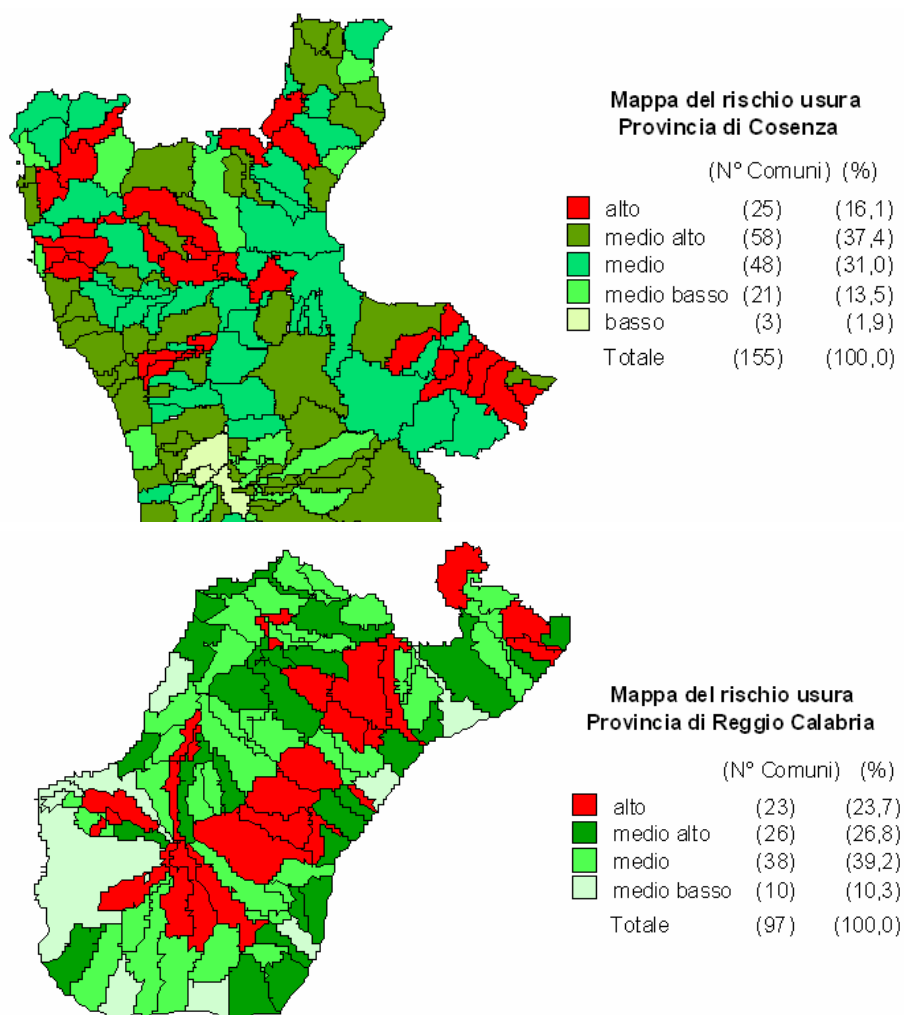 Mappa del rischio usura
Provincia di Cosenza
(N° Comuni) (%)
alto (25) (16,1)
medio alto (58) (37,4)
medio (48) (31,0)
medio basso (21) (13,5)
basso (3) (1,9)
Totale (155) (100,0)
Mappa del rischio usura
Provincia di Reggio Calabria
(N° Comuni) (%)
alto (23) (23,7)
medio alto (26) (26,8)
medio (38) (39,2)
medio basso (10) (10,3)
Totale (97) (100,0)